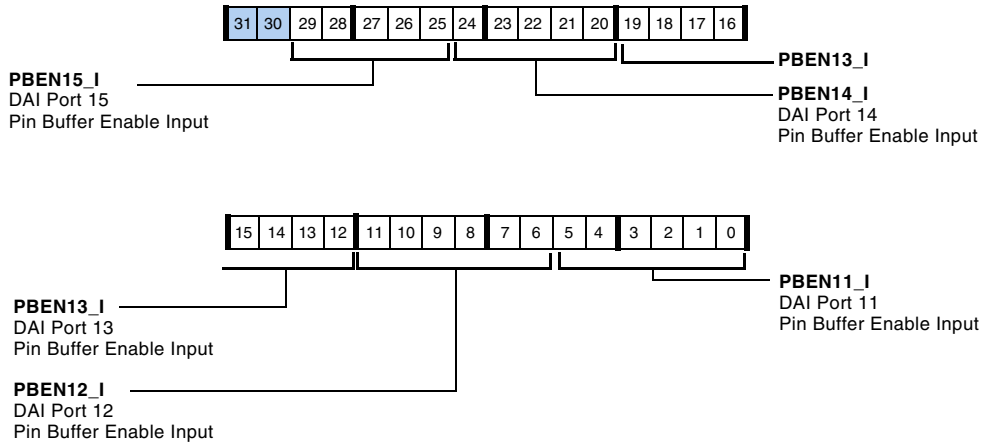 31 30 29 28 27 26 25 24 23 22 21 20 19 18 17 16
PBEN13_I
PBEN15_I
DAI Port 15
Pin Buffer Enable Input
PBEN14_I
DAI Port 14
Pin Buffer Enable Input
15 14 13 12 11 10 9 8 7 6 5 4 3 2 1 0
PBEN11_I
DAI Port 11
Pin Buffer Enable Input
PBEN13_I
DAI Port 13
Pin Buffer Enable Input
PBEN12_I
DAI Port 12
Pin Buffer Enable Input